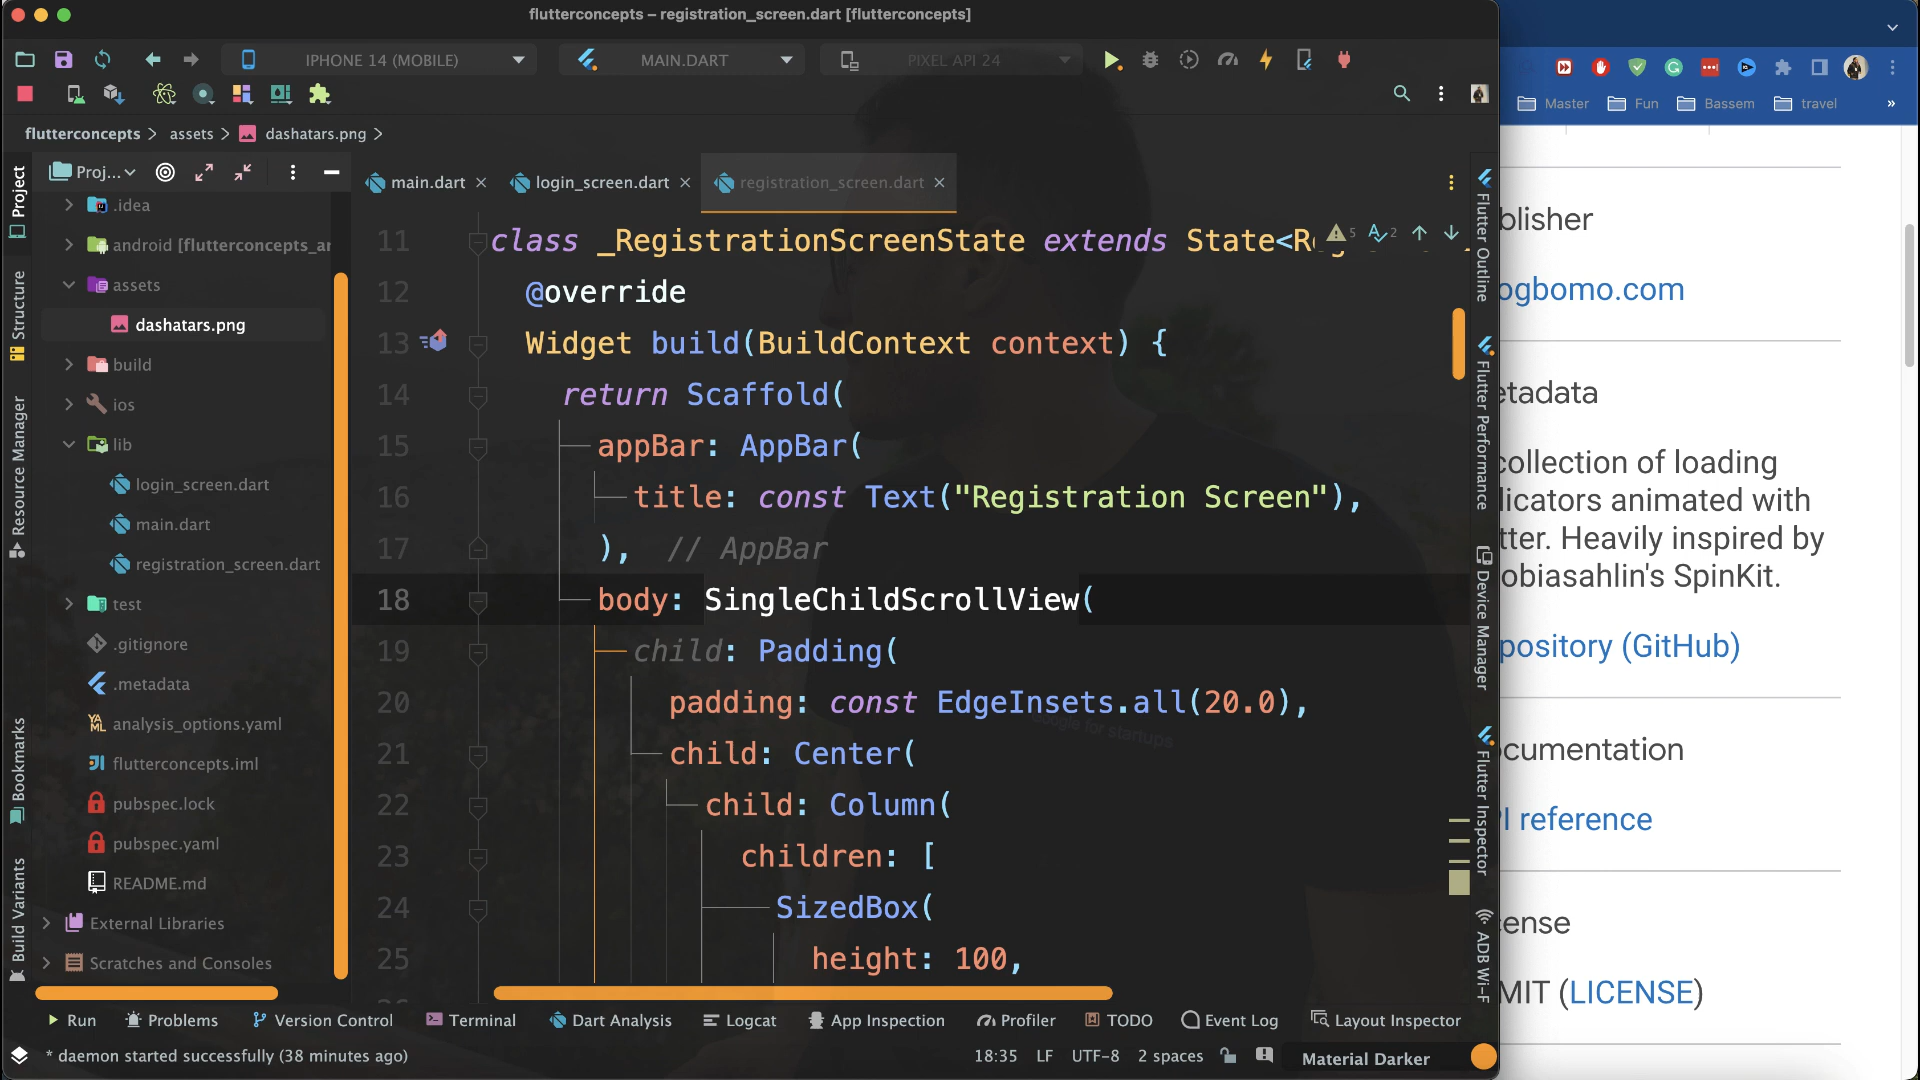 flutterconcepts – registration_screen.dart [flutterconcepts]
IPHONE 14 (MOBILE)
MAIN.DART
PIXEL API 24
flutterconcepts
assets
dashatars.png
Proj...
main.dart
login_screen.dart
registration_screen.dart
.idea
android [flutterconcepts_ar
assets
dashatars.png
build
ios
lib
login_screen.dart
main.dart
registration_screen.dart
test
.gitignore
.metadata
analysis_options.yaml
flutterconcepts.iml
pubspec.lock
pubspec.yaml
README.md
External Libraries
Scratches and Consoles
Project
Structure
Resource Manager
Bookmarks
Build Variants
11 class _RegistrationScreenState extends State<Re
5
2
12 @override
13 Widget build(BuildContext context) {
14 return Scaffold(
15 appBar: AppBar(
16 title: const Text("Registration Screen"),
17 ), // AppBar
18 body: SingleChildScrollView(
19 child: Padding(
20 padding: const EdgeInsets.all(20.0),
21 child: Center(
22 child: Column(
23 children: [
24 SizedBox(
25 height: 100,
Google for startups
Flutter Outline
Flutter Performance
Device Manager
Flutter Inspector
ADB Wi-F
Run
Problems
Version Control
Terminal
Dart Analysis
Logcat
App Inspection
Profiler
TODO
Event Log
Layout Inspector
* daemon started successfully (38 minutes ago)
18:35
LF
UTF-8
2 spaces
Material Darker
Master
Fun
Bassem
travel
»
blisher
ogbomo.com
etadata
collection of loading
licators animated with
tter. Heavily inspired by
obiasahlin's SpinKit.
pository (GitHub)
cumentation
I reference
ense
MIT (LICENSE)